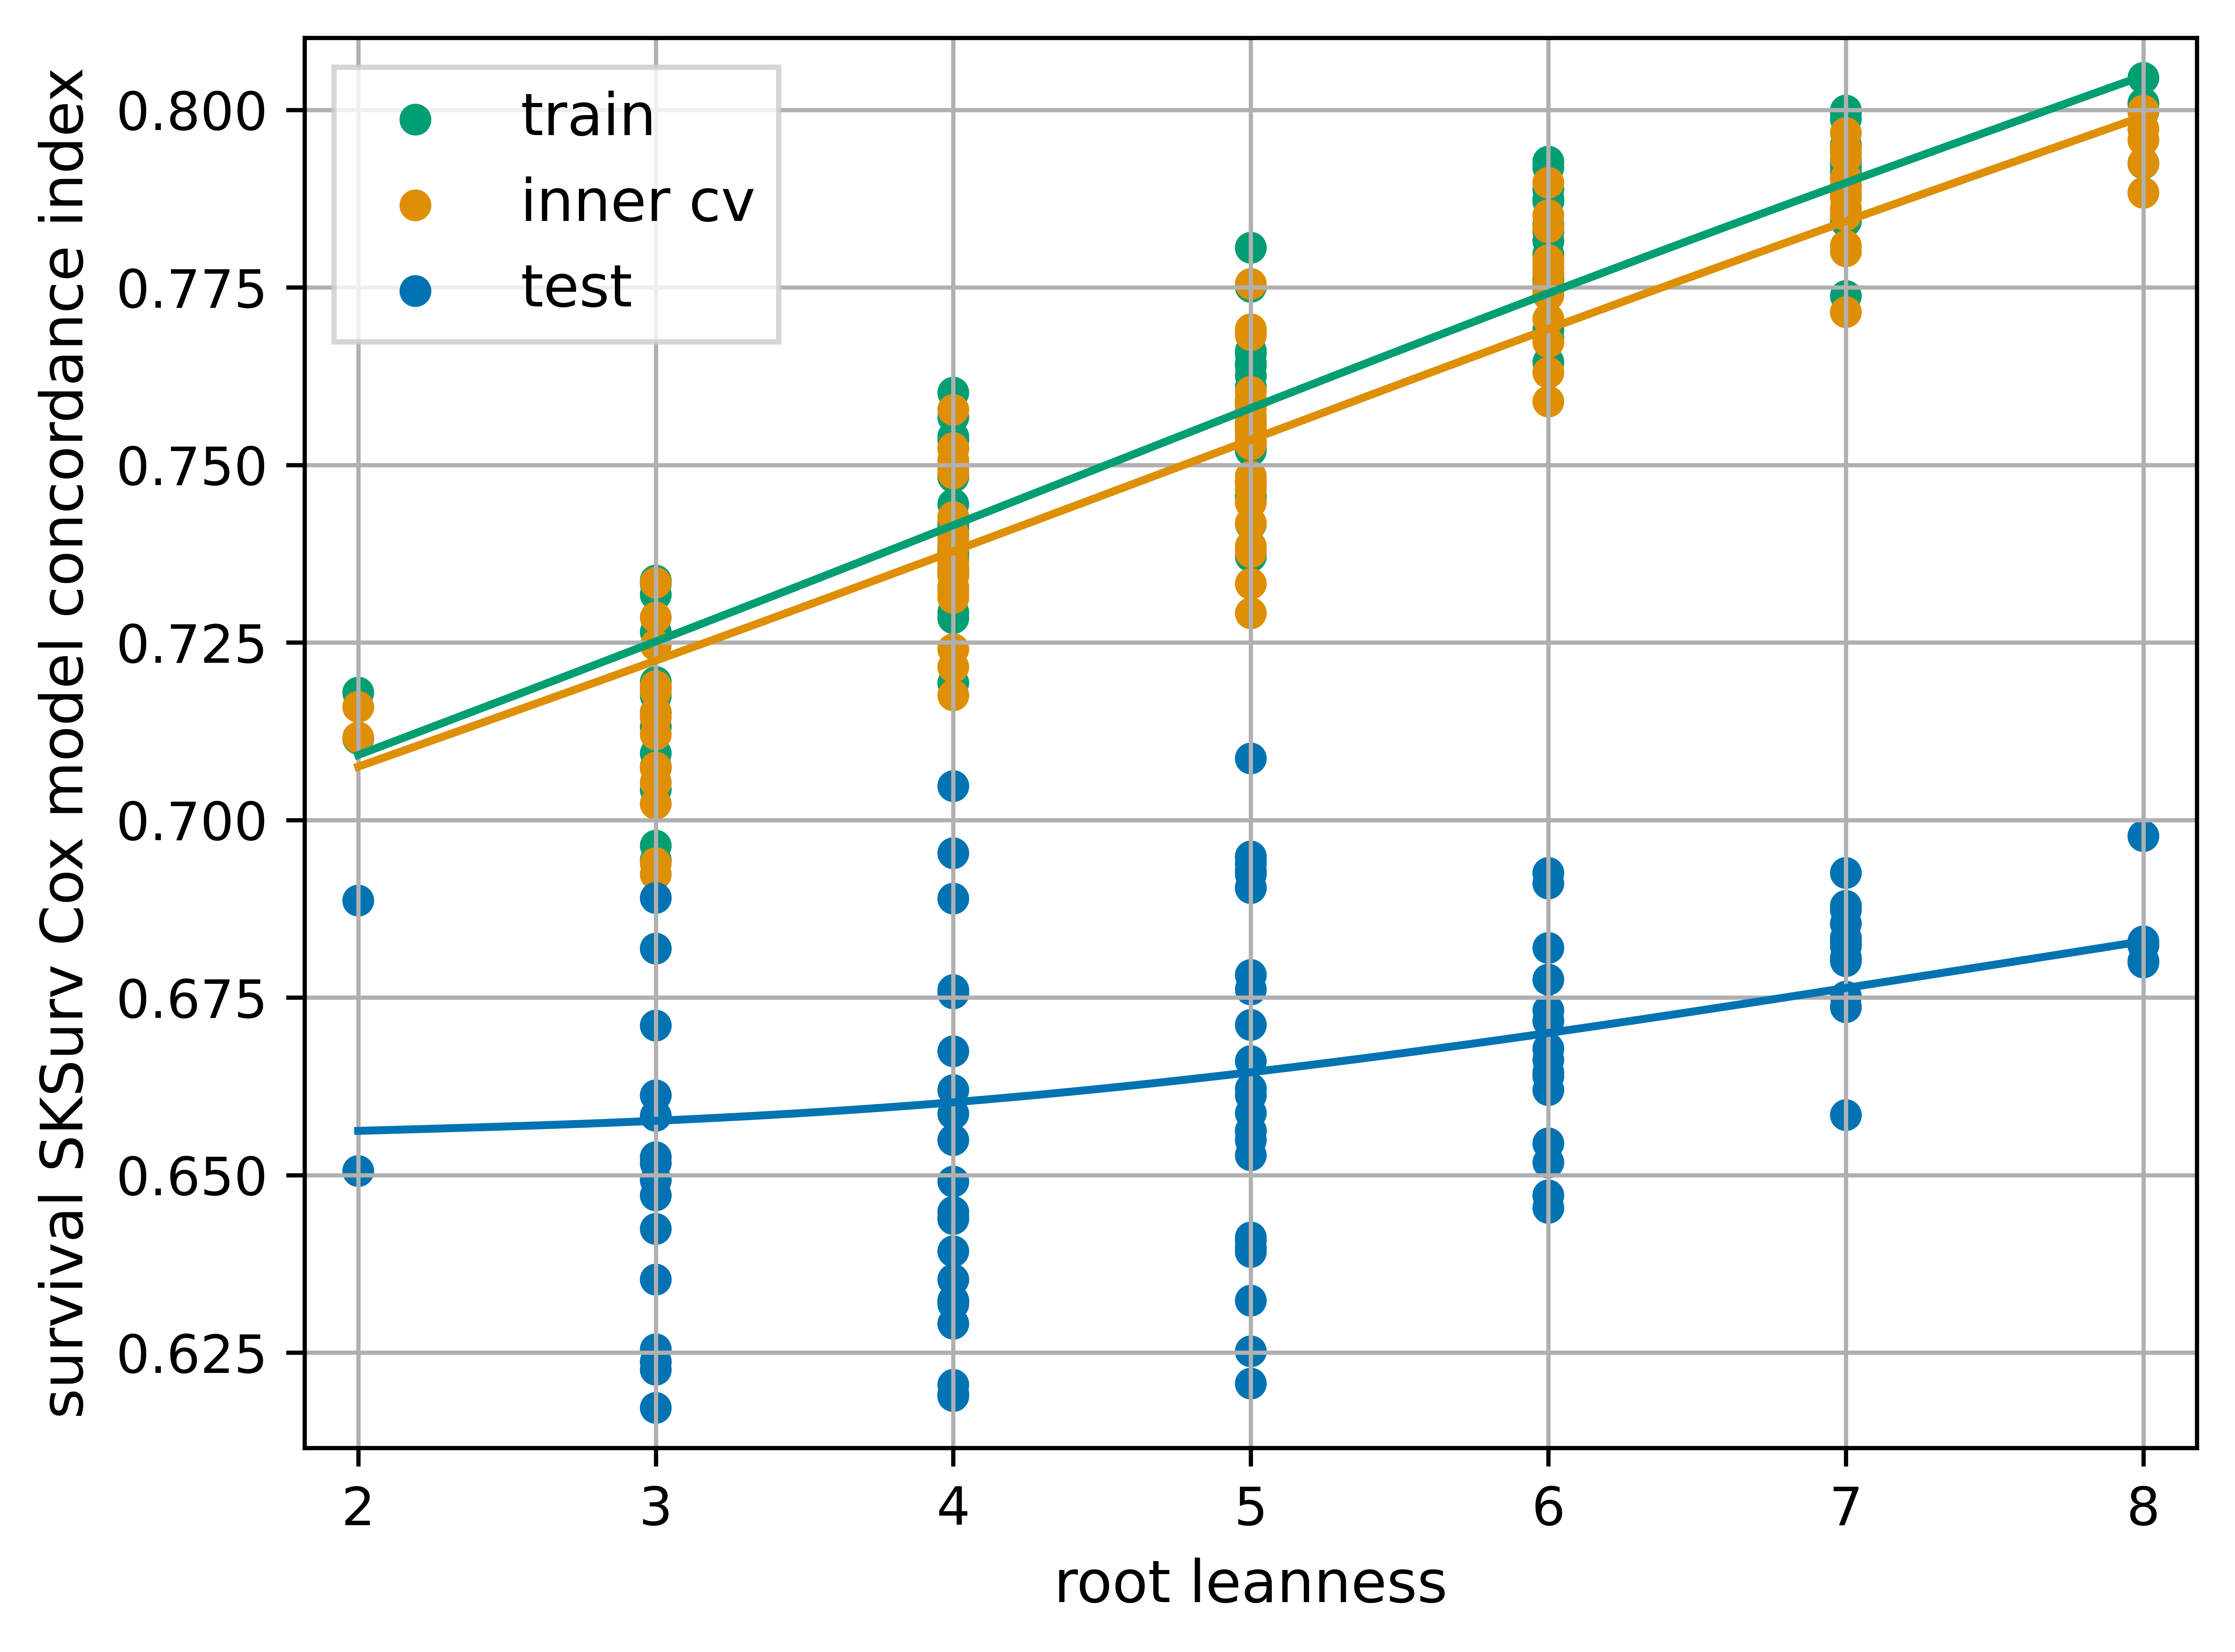 survival SKSurv Cox model concordance index
0.800
0.775
0.750
0.725
0.700
0.675
0.650
0.625
train
inner cv
test
2 3 4 5 6 7 8
root leanness